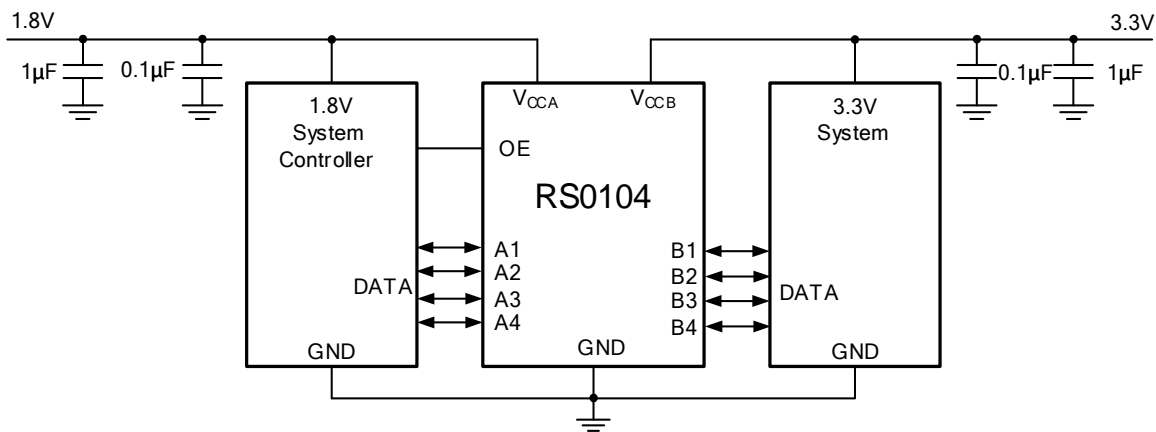 1.8V
3.3V
1μF
0.1μF
0.1μF
1μF
1.8V
System
Controller
VCCA
VCCB
3.3V
System
OE
RS0104
A1
A2
A3
A4
DATA
B1
B2
B3
B4
DATA
GND
GND
GND